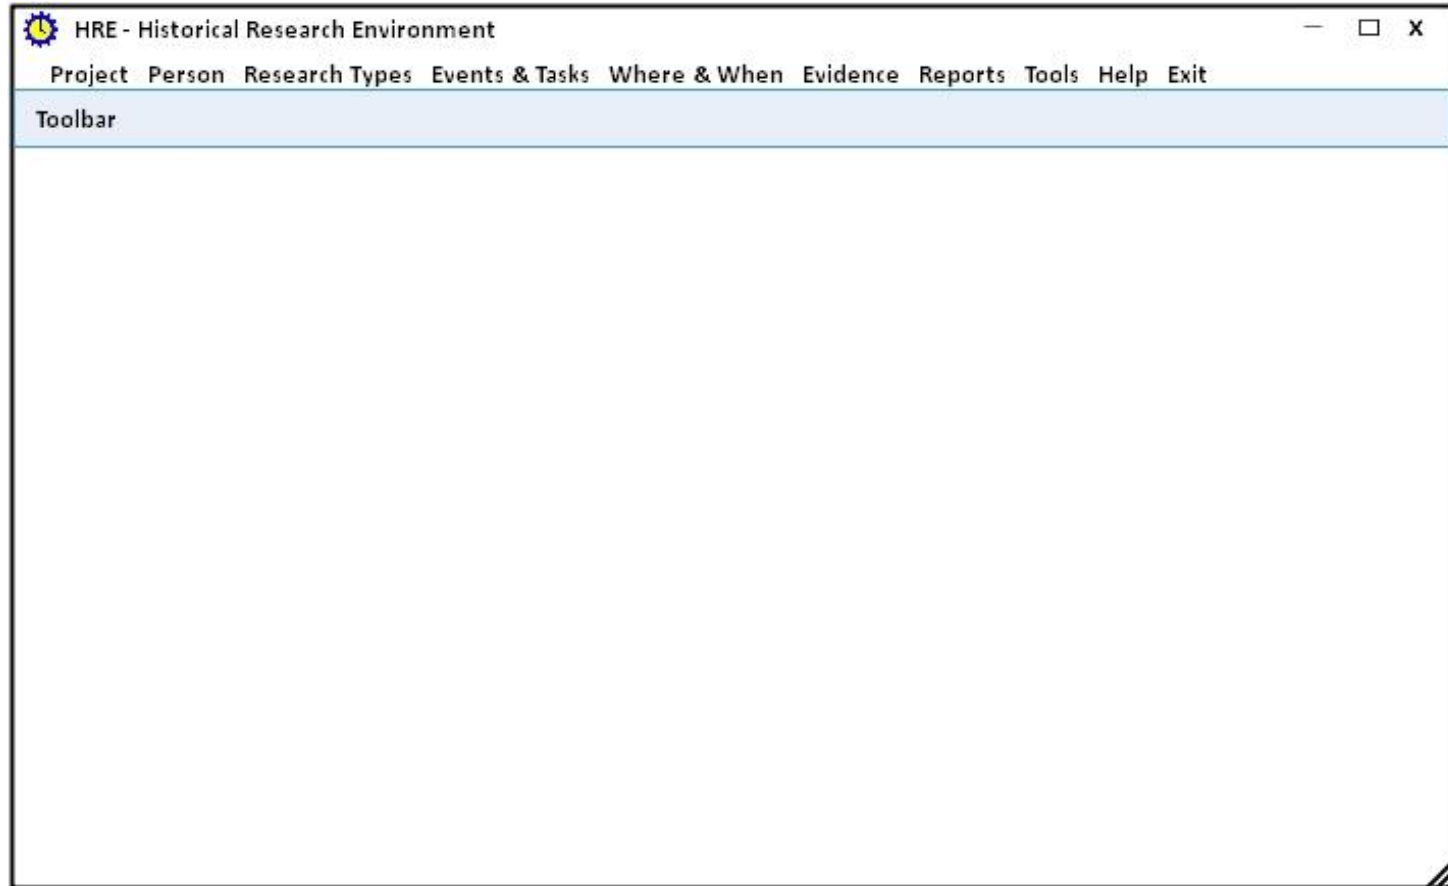 HRE - Historical Research Environment
Project Person Research Types Events & Tasks Where & When Evidence Reports Tools Help Exit
Toolbar